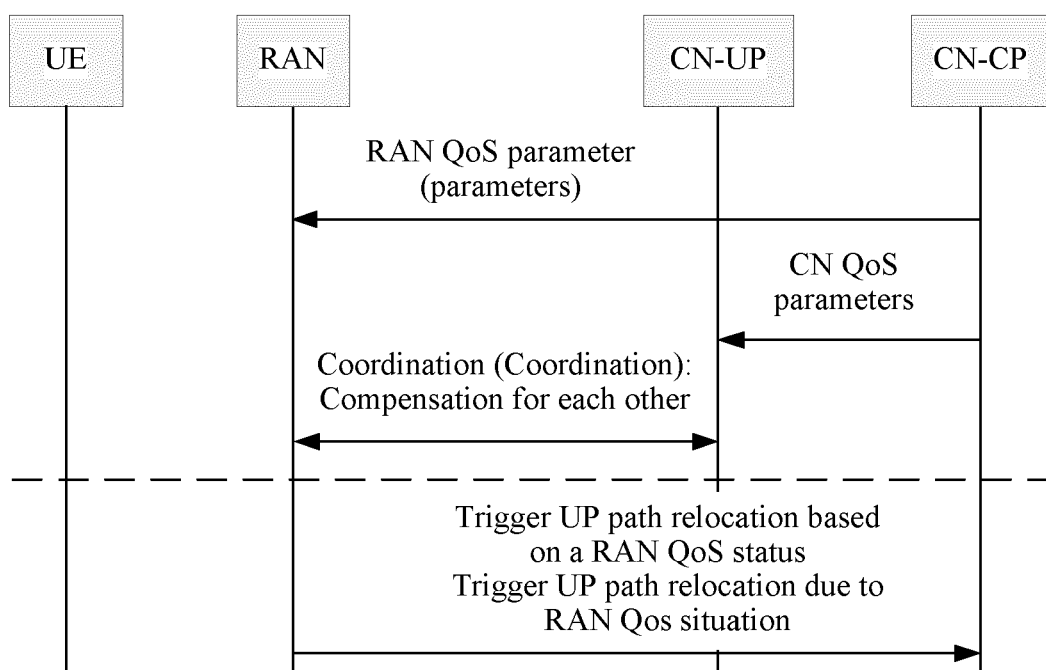 UE
RAN
CN-UP
CN-CP
RAN QoS parameter
(parameters)
CN QoS
parameters
Coordination (Coordination):
Compensation for each other
Trigger UP path relocation based
on a RAN QoS status
Trigger UP path relocation due to
RAN Qos situation